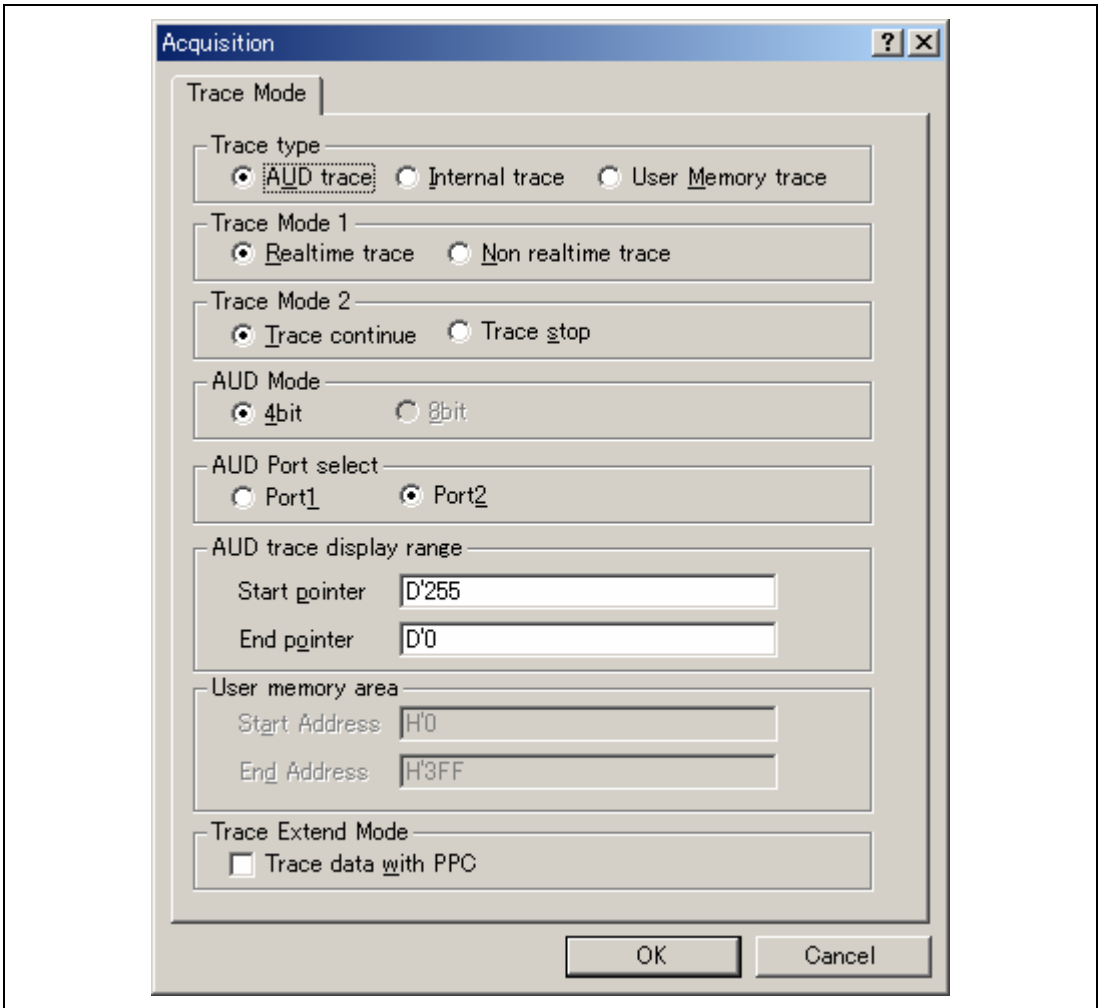 Acquisition
Trace Mode
Trace type
AUD trace Internal trace User Memory trace
Trace Mode 1
Realtime trace Non realtime trace
Trace Mode 2
Trace continue Trace stop
AUD Mode
4bit 8bit
AUD Port select
Port1 Port2
AUD trace display range
Start pointer D'255
End pointer D'0
User memory area
Start Address H'0
End Address H'3FF
Trace Extend Mode
Trace data with PPC
OK Cancel